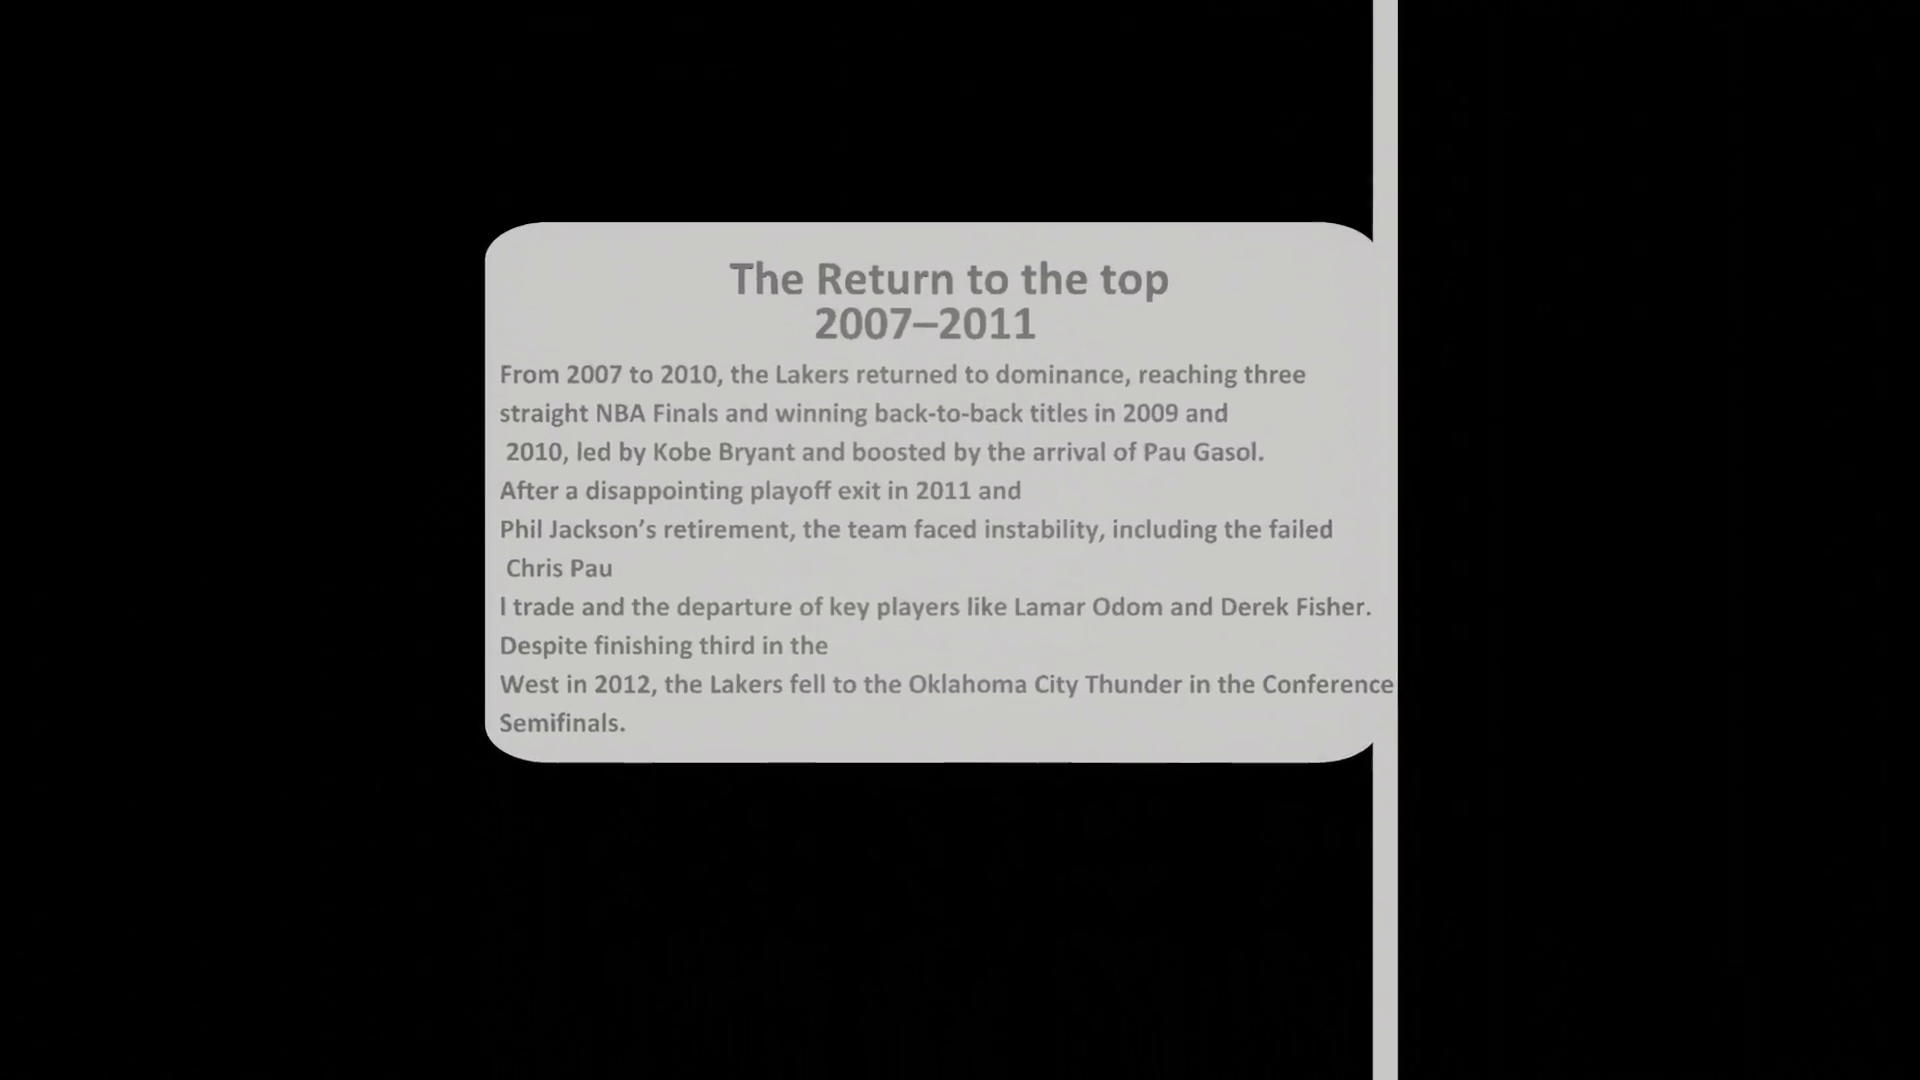 The Return to the top
2007–2011
From 2007 to 2010, the Lakers returned to dominance, reaching three
straight NBA Finals and winning back-to-back titles in 2009 and
2010, led by Kobe Bryant and boosted by the arrival of Pau Gasol.
After a disappointing playoff exit in 2011 and
Phil Jackson’s retirement, the team faced instability, including the failed
Chris Pau
l trade and the departure of key players like Lamar Odom and Derek Fisher.
Despite finishing third in the
West in 2012, the Lakers fell to the Oklahoma City Thunder in the Conference
Semifinals.